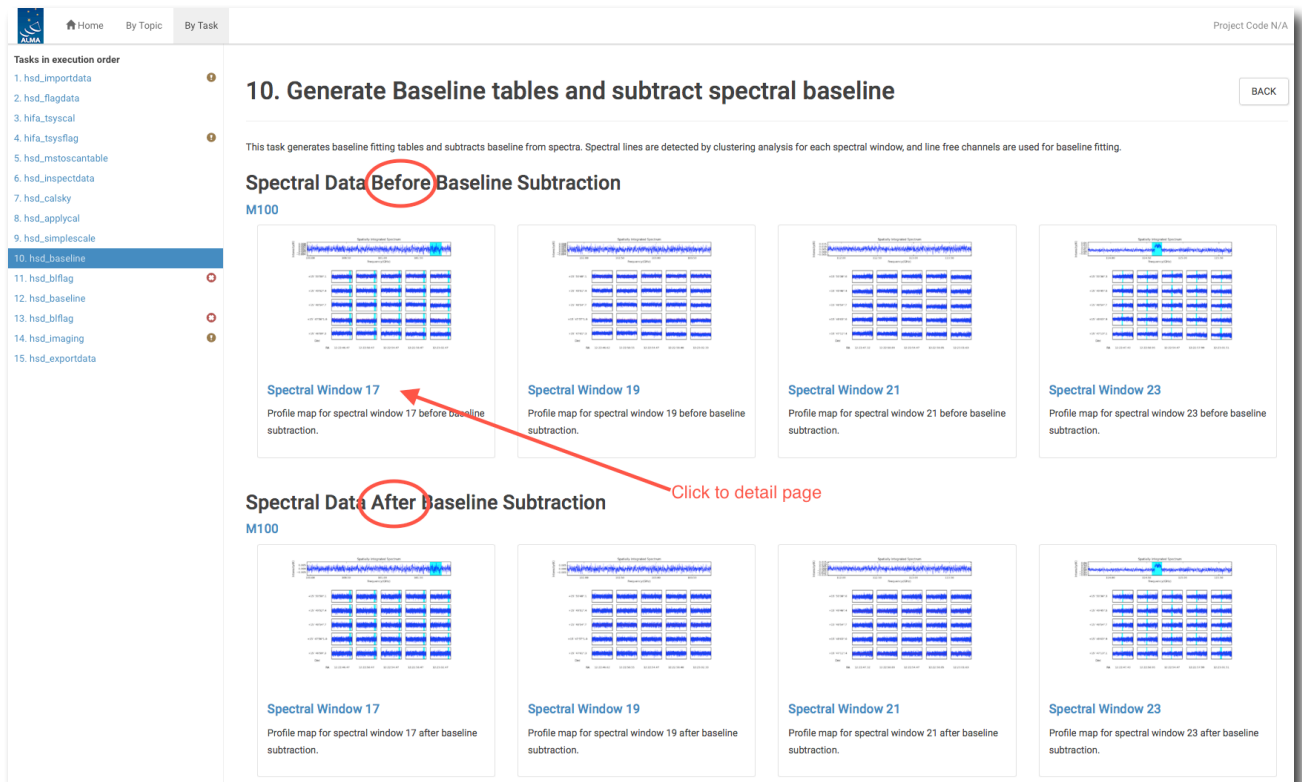 ALMA
Home
By Topic
By Task
Project Code N/A
Tasks in execution order
1. hsd_importdata
2. hsd_flagdata
3. hifa_tsyscal
4. hifa_tsysflag
5. hsd_mstoscantable
6. hsd_inspectdata
7. hsd_calsky
8. hsd_applycal
9. hsd_simplescale
10. hsd_baseline
11. hsd_blflag
12. hsd_baseline
13. hsd_blflag
14. hsd_imaging
15. hsd_exportdata
10. Generate Baseline tables and subtract spectral baseline
BACK
This task generates baseline fitting tables and subtracts baseline from spectra. Spectral lines are detected by clustering analysis for each spectral window, and line free channels are used for baseline fitting.
Spectral Data Before Baseline Subtraction
M100
Spectral Window 17
Profile map for spectral window 17 before baseline
subtraction.
Spectral Window 19
Profile map for spectral window 19 before baseline
subtraction.
Spectral Window 21
Profile map for spectral window 21 before baseline
subtraction.
Spectral Window 23
Profile map for spectral window 23 before baseline
subtraction.
Click to detail page
Spectral Data After Baseline Subtraction
M100
Spectral Window 17
Profile map for spectral window 17 after baseline
subtraction.
Spectral Window 19
Profile map for spectral window 19 after baseline
subtraction.
Spectral Window 21
Profile map for spectral window 21 after baseline
subtraction.
Spectral Window 23
Profile map for spectral window 23 after baseline
subtraction.